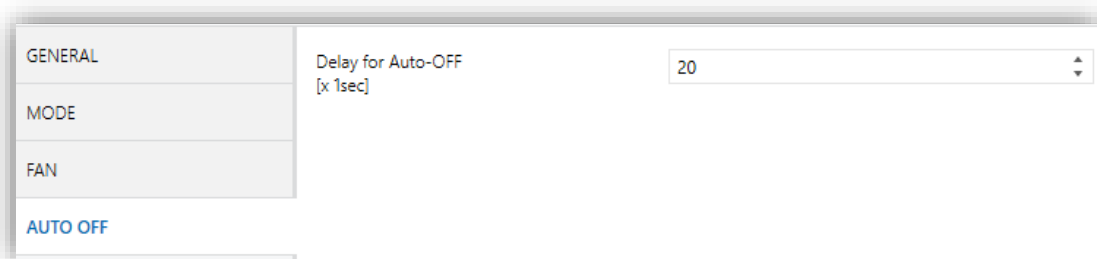 GENERAL
MODE
FAN
AUTO OFF
Delay for Auto-OFF
[x 1sec]
20